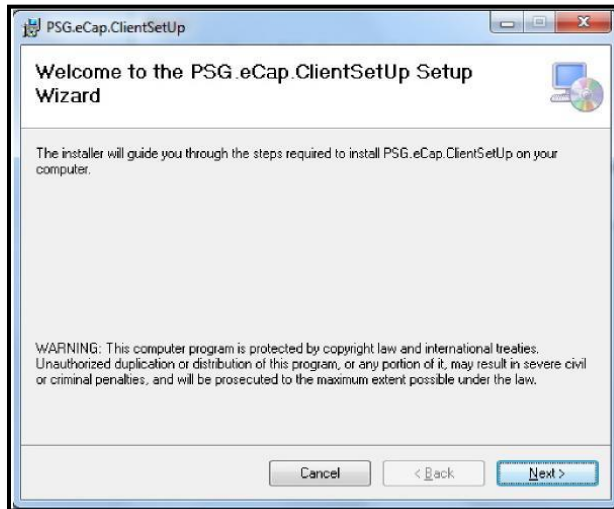 PSG.eCap.ClientSetUp
Welcome to the PSG.eCap.ClientSetUp Setup
Wizard
The installer will guide you through the steps required to install PSG.eCap.ClientSetUp on your
computer.
WARNING: This computer program is protected by copyright law and international treaties.
Unauthorized duplication or distribution of this program, or any portion of it, may result in severe civil
or criminal penalties, and will be prosecuted to the maximum extent possible under the law.
Cancel < Back Next >